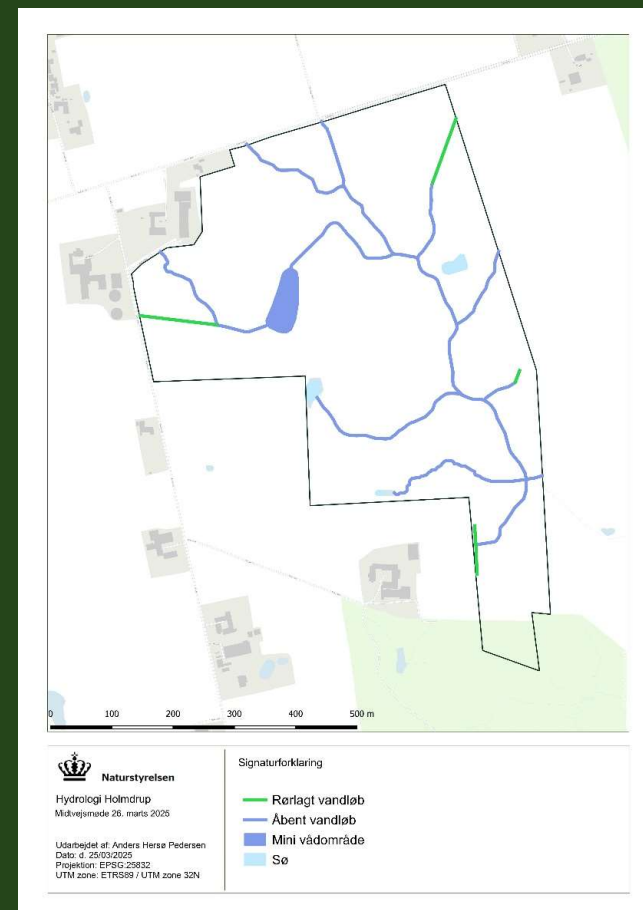 0 100 200 300 400 500 m
Naturstyrelsen
Hydrologi Holmdrup
Midtvejsmøde 26. marts 2025
Udarbejdet af: Anders Hersø Pedersen
Dato: d. 25/03/2025
Projektion: EPSG:25832
UTM zone: ETRS89 / UTM zone 32N
Signaturforklaring
Rørlagt vandløb
Åbent vandløb
Mini vådområde
Sø